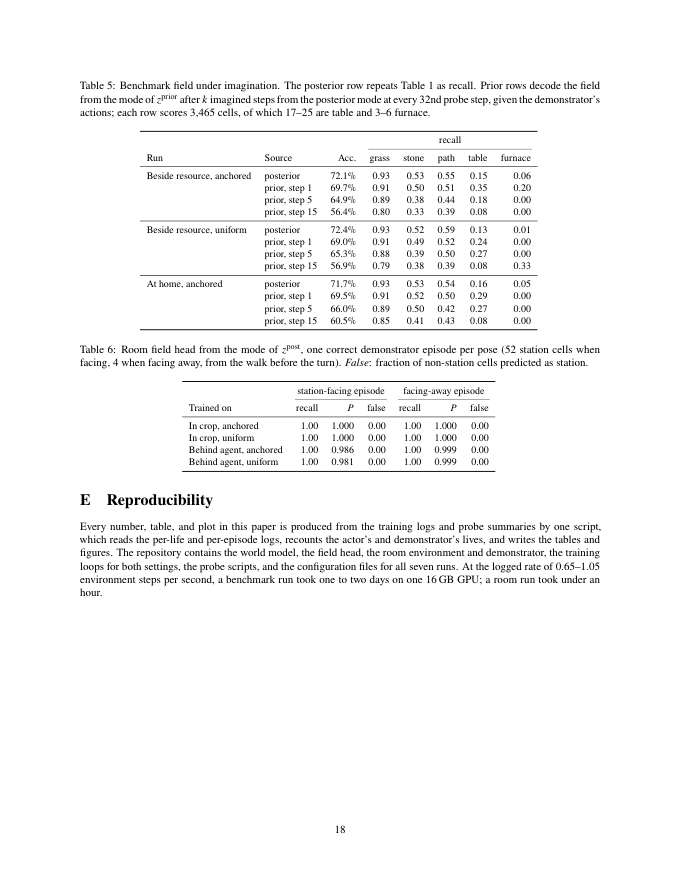 Table 5: Benchmark field under imagination. The posterior row repeats Table 1 as recall. Prior rows decode the field
from the mode of z^prior after k imagined steps from the posterior mode at every 32nd probe step, given the demonstrator's
actions; each row scores 3,465 cells, of which 17–25 are table and 3–6 furnace.
recall
Run Source Acc. grass stone path table furnace
Beside resource, anchored posterior 72.1% 0.93 0.53 0.55 0.15 0.06
prior, step 1 69.7% 0.91 0.50 0.51 0.35 0.20
prior, step 5 64.9% 0.89 0.38 0.44 0.18 0.00
prior, step 15 56.4% 0.80 0.33 0.39 0.08 0.00
Beside resource, uniform posterior 72.4% 0.93 0.52 0.59 0.13 0.01
prior, step 1 69.0% 0.91 0.49 0.52 0.24 0.00
prior, step 5 65.3% 0.88 0.39 0.50 0.27 0.00
prior, step 15 56.9% 0.79 0.38 0.39 0.08 0.33
At home, anchored posterior 71.7% 0.93 0.53 0.54 0.16 0.05
prior, step 1 69.5% 0.91 0.52 0.50 0.29 0.00
prior, step 5 66.0% 0.89 0.50 0.42 0.27 0.00
prior, step 15 60.5% 0.85 0.41 0.43 0.08 0.00
Table 6: Room field head from the mode of z^post, one correct demonstrator episode per pose (52 station cells when
facing, 4 when facing away, from the walk before the turn). False: fraction of non-station cells predicted as station.
station-facing episode facing-away episode
Trained on recall P false recall P false
In crop, anchored 1.00 1.000 0.00 1.00 1.000 0.00
In crop, uniform 1.00 1.000 0.00 1.00 1.000 0.00
Behind agent, anchored 1.00 0.986 0.00 1.00 0.999 0.00
Behind agent, uniform 1.00 0.981 0.00 1.00 0.999 0.00
E Reproducibility
Every number, table, and plot in this paper is produced from the training logs and probe summaries by one script,
which reads the per-life and per-episode logs, recounts the actor's and demonstrator's lives, and writes the tables and
figures. The repository contains the world model, the field head, the room environment and demonstrator, the training
loops for both settings, the probe scripts, and the configuration files for all seven runs. At the logged rate of 0.65–1.05
environment steps per second, a benchmark run took one to two days on one 16 GB GPU; a room run took under an
hour.
18